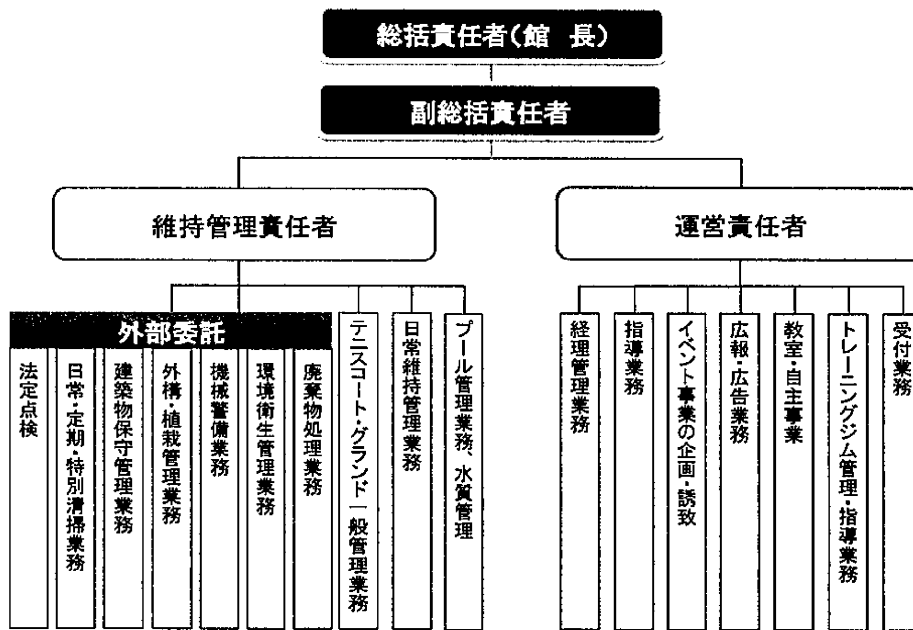 総括責任者(館 長)
副総括責任者
維持管理責任者
運営責任者
外部委託
法定点検
日常・定期・特別清掃業務
建築物保守管理業務
外構・植栽管理業務
機械警備業務
環境衛生管理業務
廃棄物処理業務
テニスコート・グランド一般管理業務
日常維持管理業務
プール管理業務、水質管理
経理管理業務
指導業務
イベント事業の企画・誘致
広報・広告業務
教室・自主事業
トレーニングジム管理・指導業務
受付業務